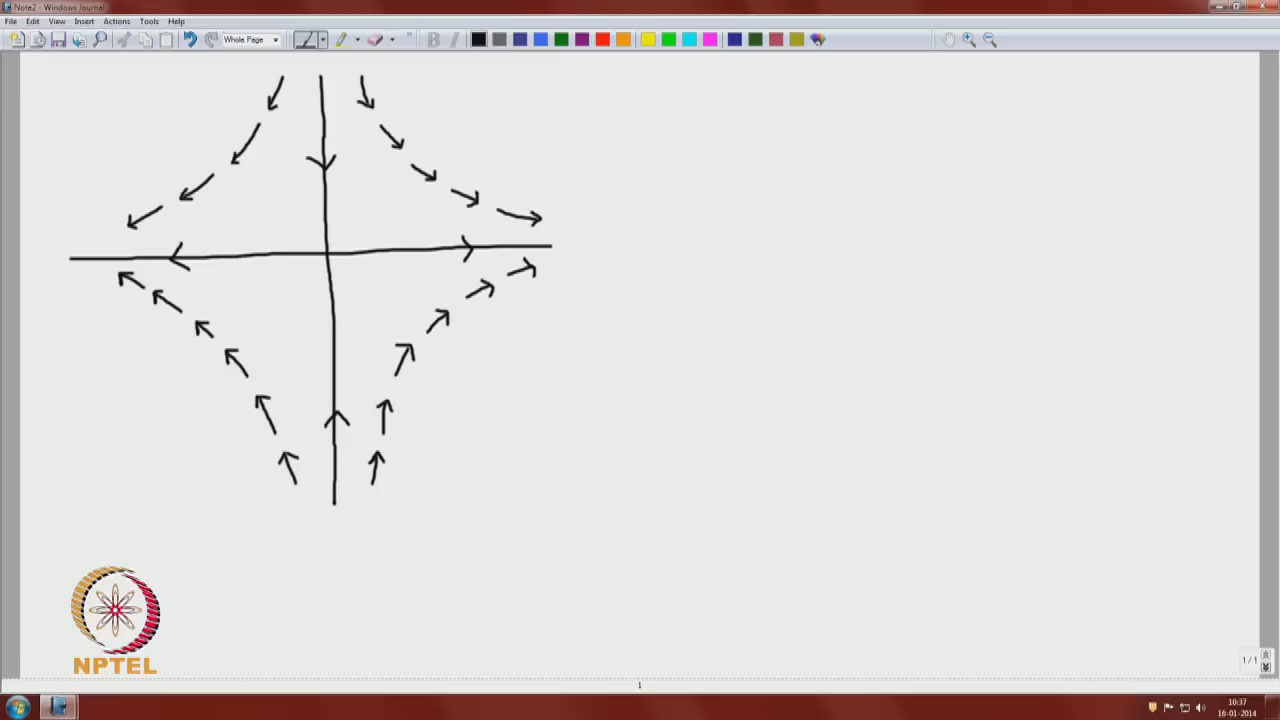 Note2 - Windows Journal
File Edit View Insert Actions Tools Help
Whole Page
B I
NPTEL
1/1
1
10:37
16-01-2014